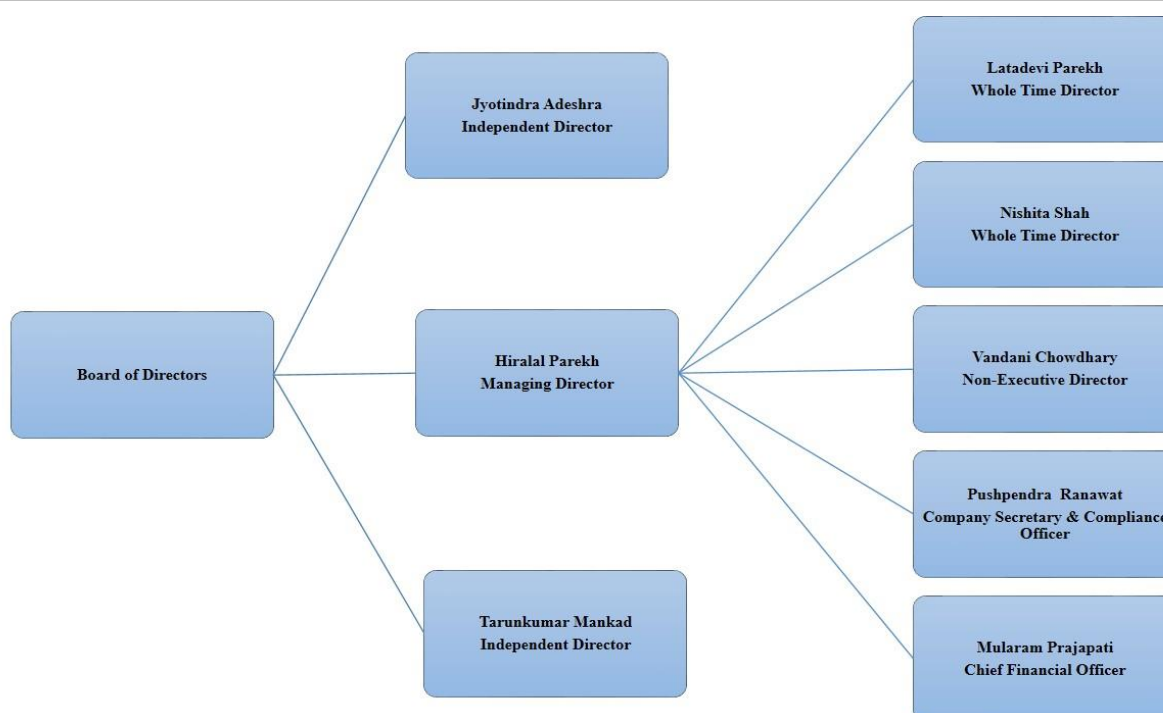 Board of Directors
Jyotindra Adeshra
Independent Director
Hiralal Parekh
Managing Director
Tarunkumar Mankad
Independent Director
Latadevi Parekh
Whole Time Director
Nishita Shah
Whole Time Director
Vandani Chowdhary
Non-Executive Director
Pushpendra Ranawat
Company Secretary & Compliance
Officer
Mularam Prajapati
Chief Financial Officer